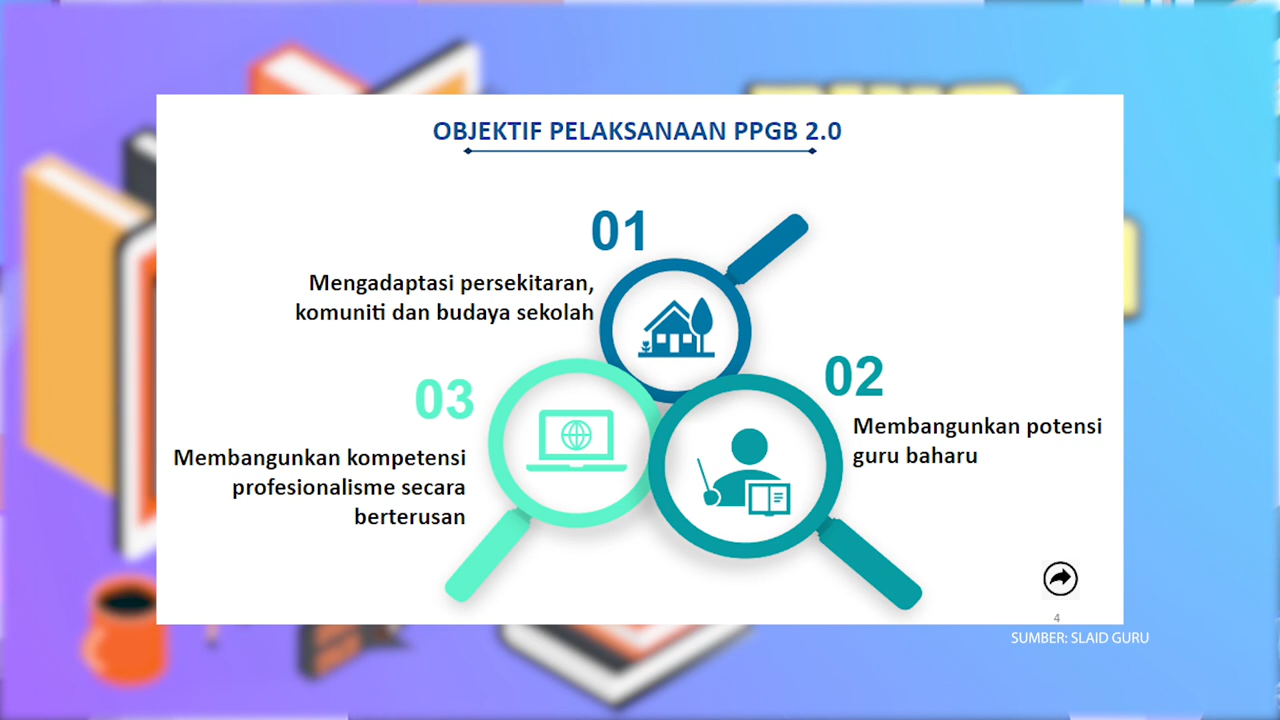 OBJEKTIF PELAKSANAAN PPGB 2.0
01
Mengadaptasi persekitaran,
komuniti dan budaya sekolah
02
Membangunkan potensi
guru baharu
03
Membangunkan kompetensi
profesionalisme secara
berterusan
4
SUMBER: SLAID GURU